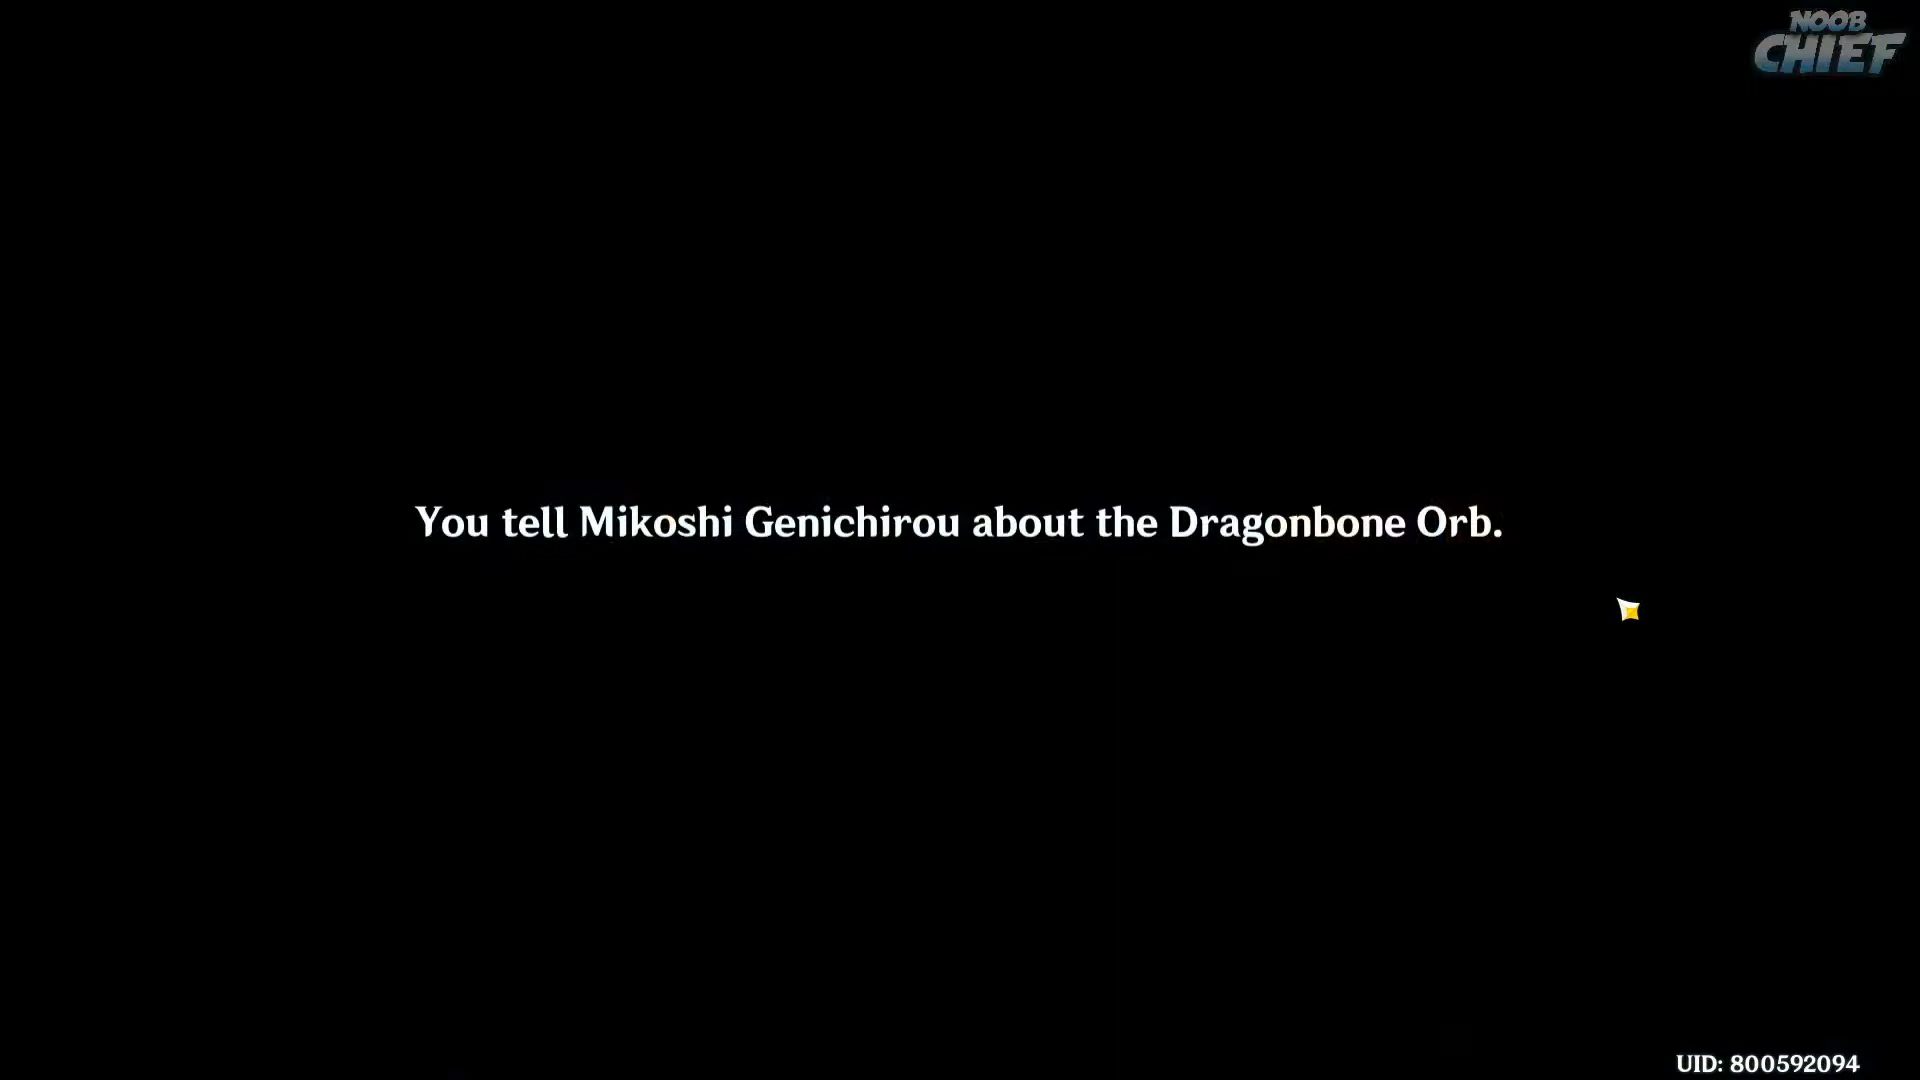 NOOB
CHIEF
You tell Mikoshi Genichirou about the Dragonbone Orb.
UID: 800592094